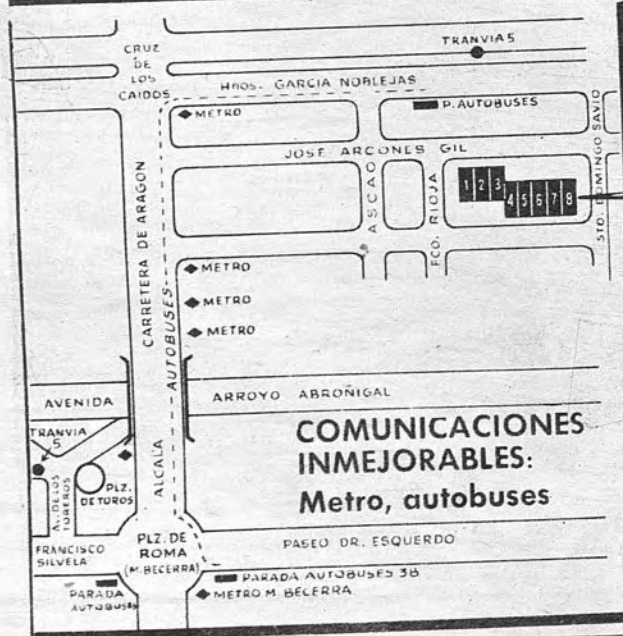 CRUZ
DE
LOS
CAIDOS
TRANVIA 5
HNOS. GARCIA NOBLEJAS
METRO
P. AUTOBUSES
JOSE ARCONES GIL
ASCAO
FCO. RIOJA
STO. DOMINGO SAVIO
1 2 3
4 5 6 7 8
CARRETERA DE ARAGON
AUTOBUSES
METRO
METRO
METRO
AVENIDA
ARROYO ABROÑIGAL
TRANVIA
5
ALCALA
AV. DE LOS
TOREROS
PLZ.
DE TOROS
COMUNICACIONES
INMEJORABLES:
Metro, autobuses
FRANCISCO
SILVELA
PLZ. DE
ROMA
(M. BECERRA)
PASEO DR. ESQUERDO
PARADA
AUTOBUSES
PARADA AUTOBUSES 38
METRO M. BECERRA